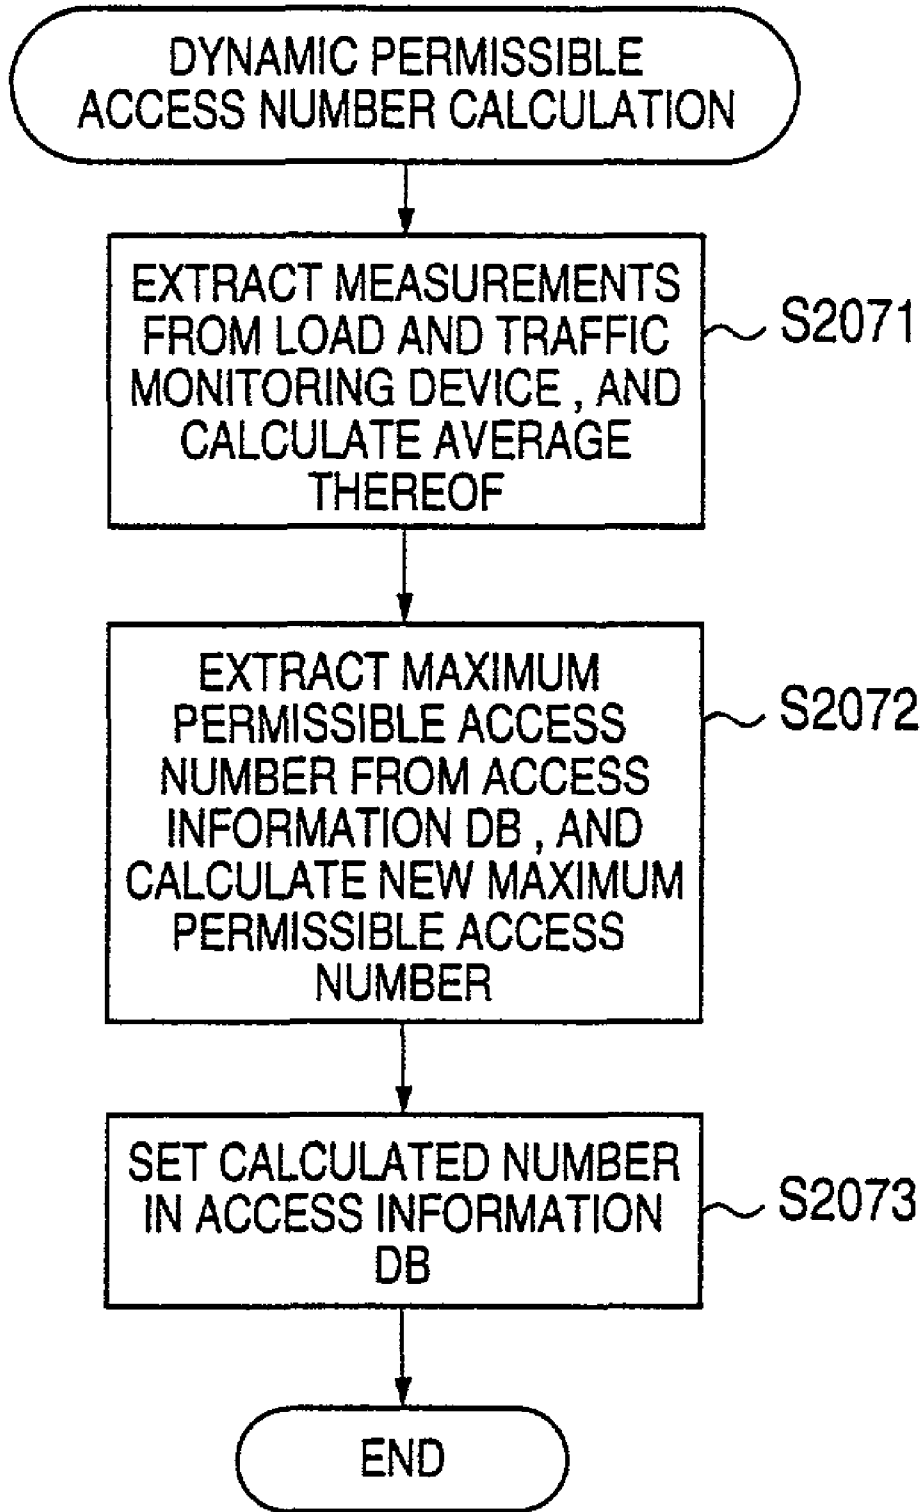 DYNAMIC PERMISSIBLE
ACCESS NUMBER CALCULATION
EXTRACT MEASUREMENTS
FROM LOAD AND TRAFFIC
MONITORING DEVICE , AND
CALCULATE AVERAGE
THEREOF
S2071
EXTRACT MAXIMUM
PERMISSIBLE ACCESS
NUMBER FROM ACCESS
INFORMATION DB , AND
CALCULATE NEW MAXIMUM
PERMISSIBLE ACCESS
NUMBER
S2072
SET CALCULATED NUMBER
IN ACCESS INFORMATION
DB
S2073
END